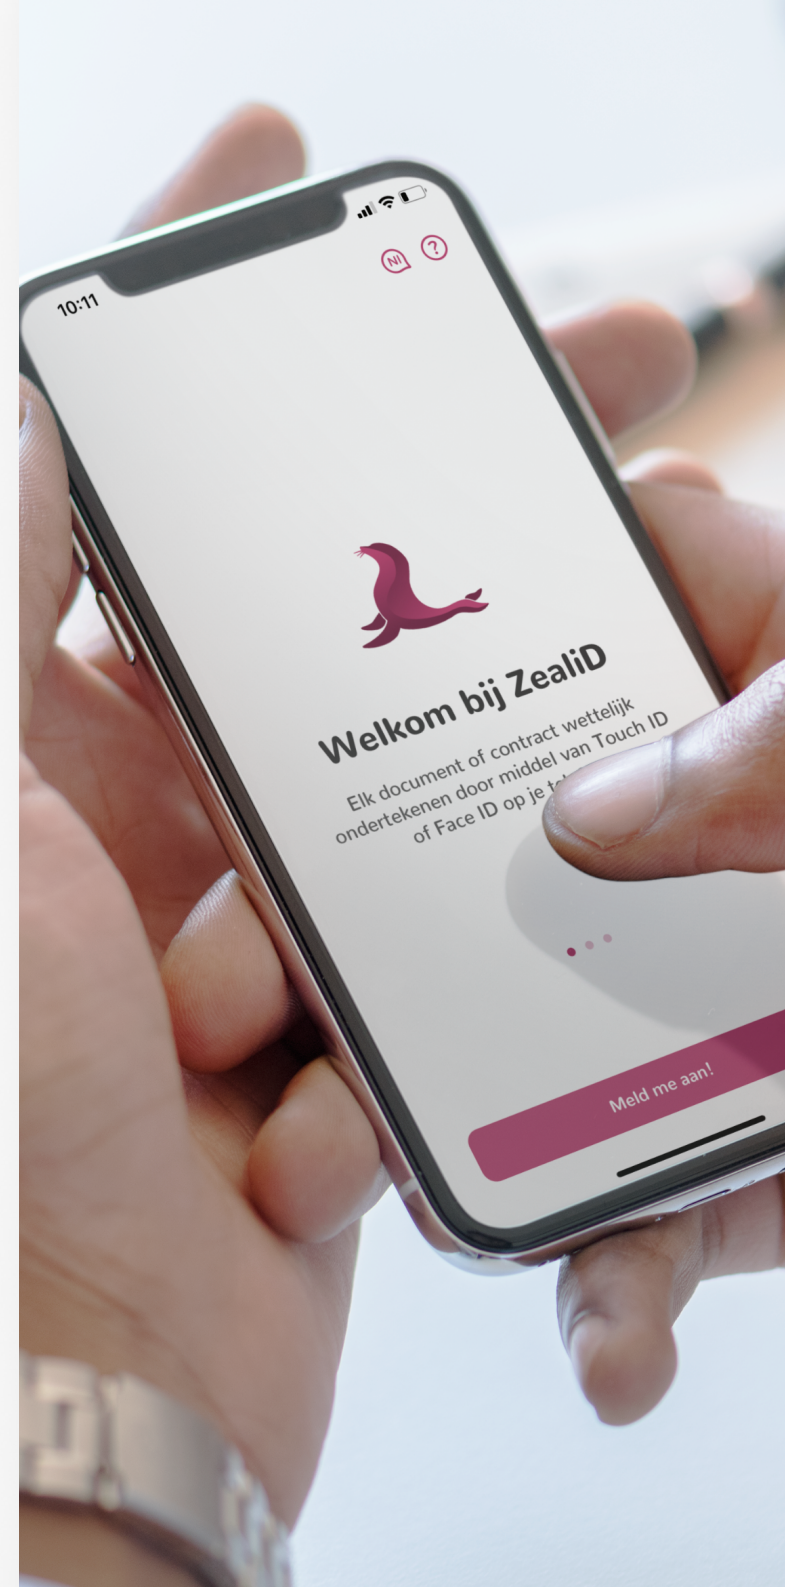 10:11
Nl ?
Welkom bij ZealiD
Elk document of contract wettelijk
ondertekenen door middel van Touch ID
of Face ID op je
Meld me aan!